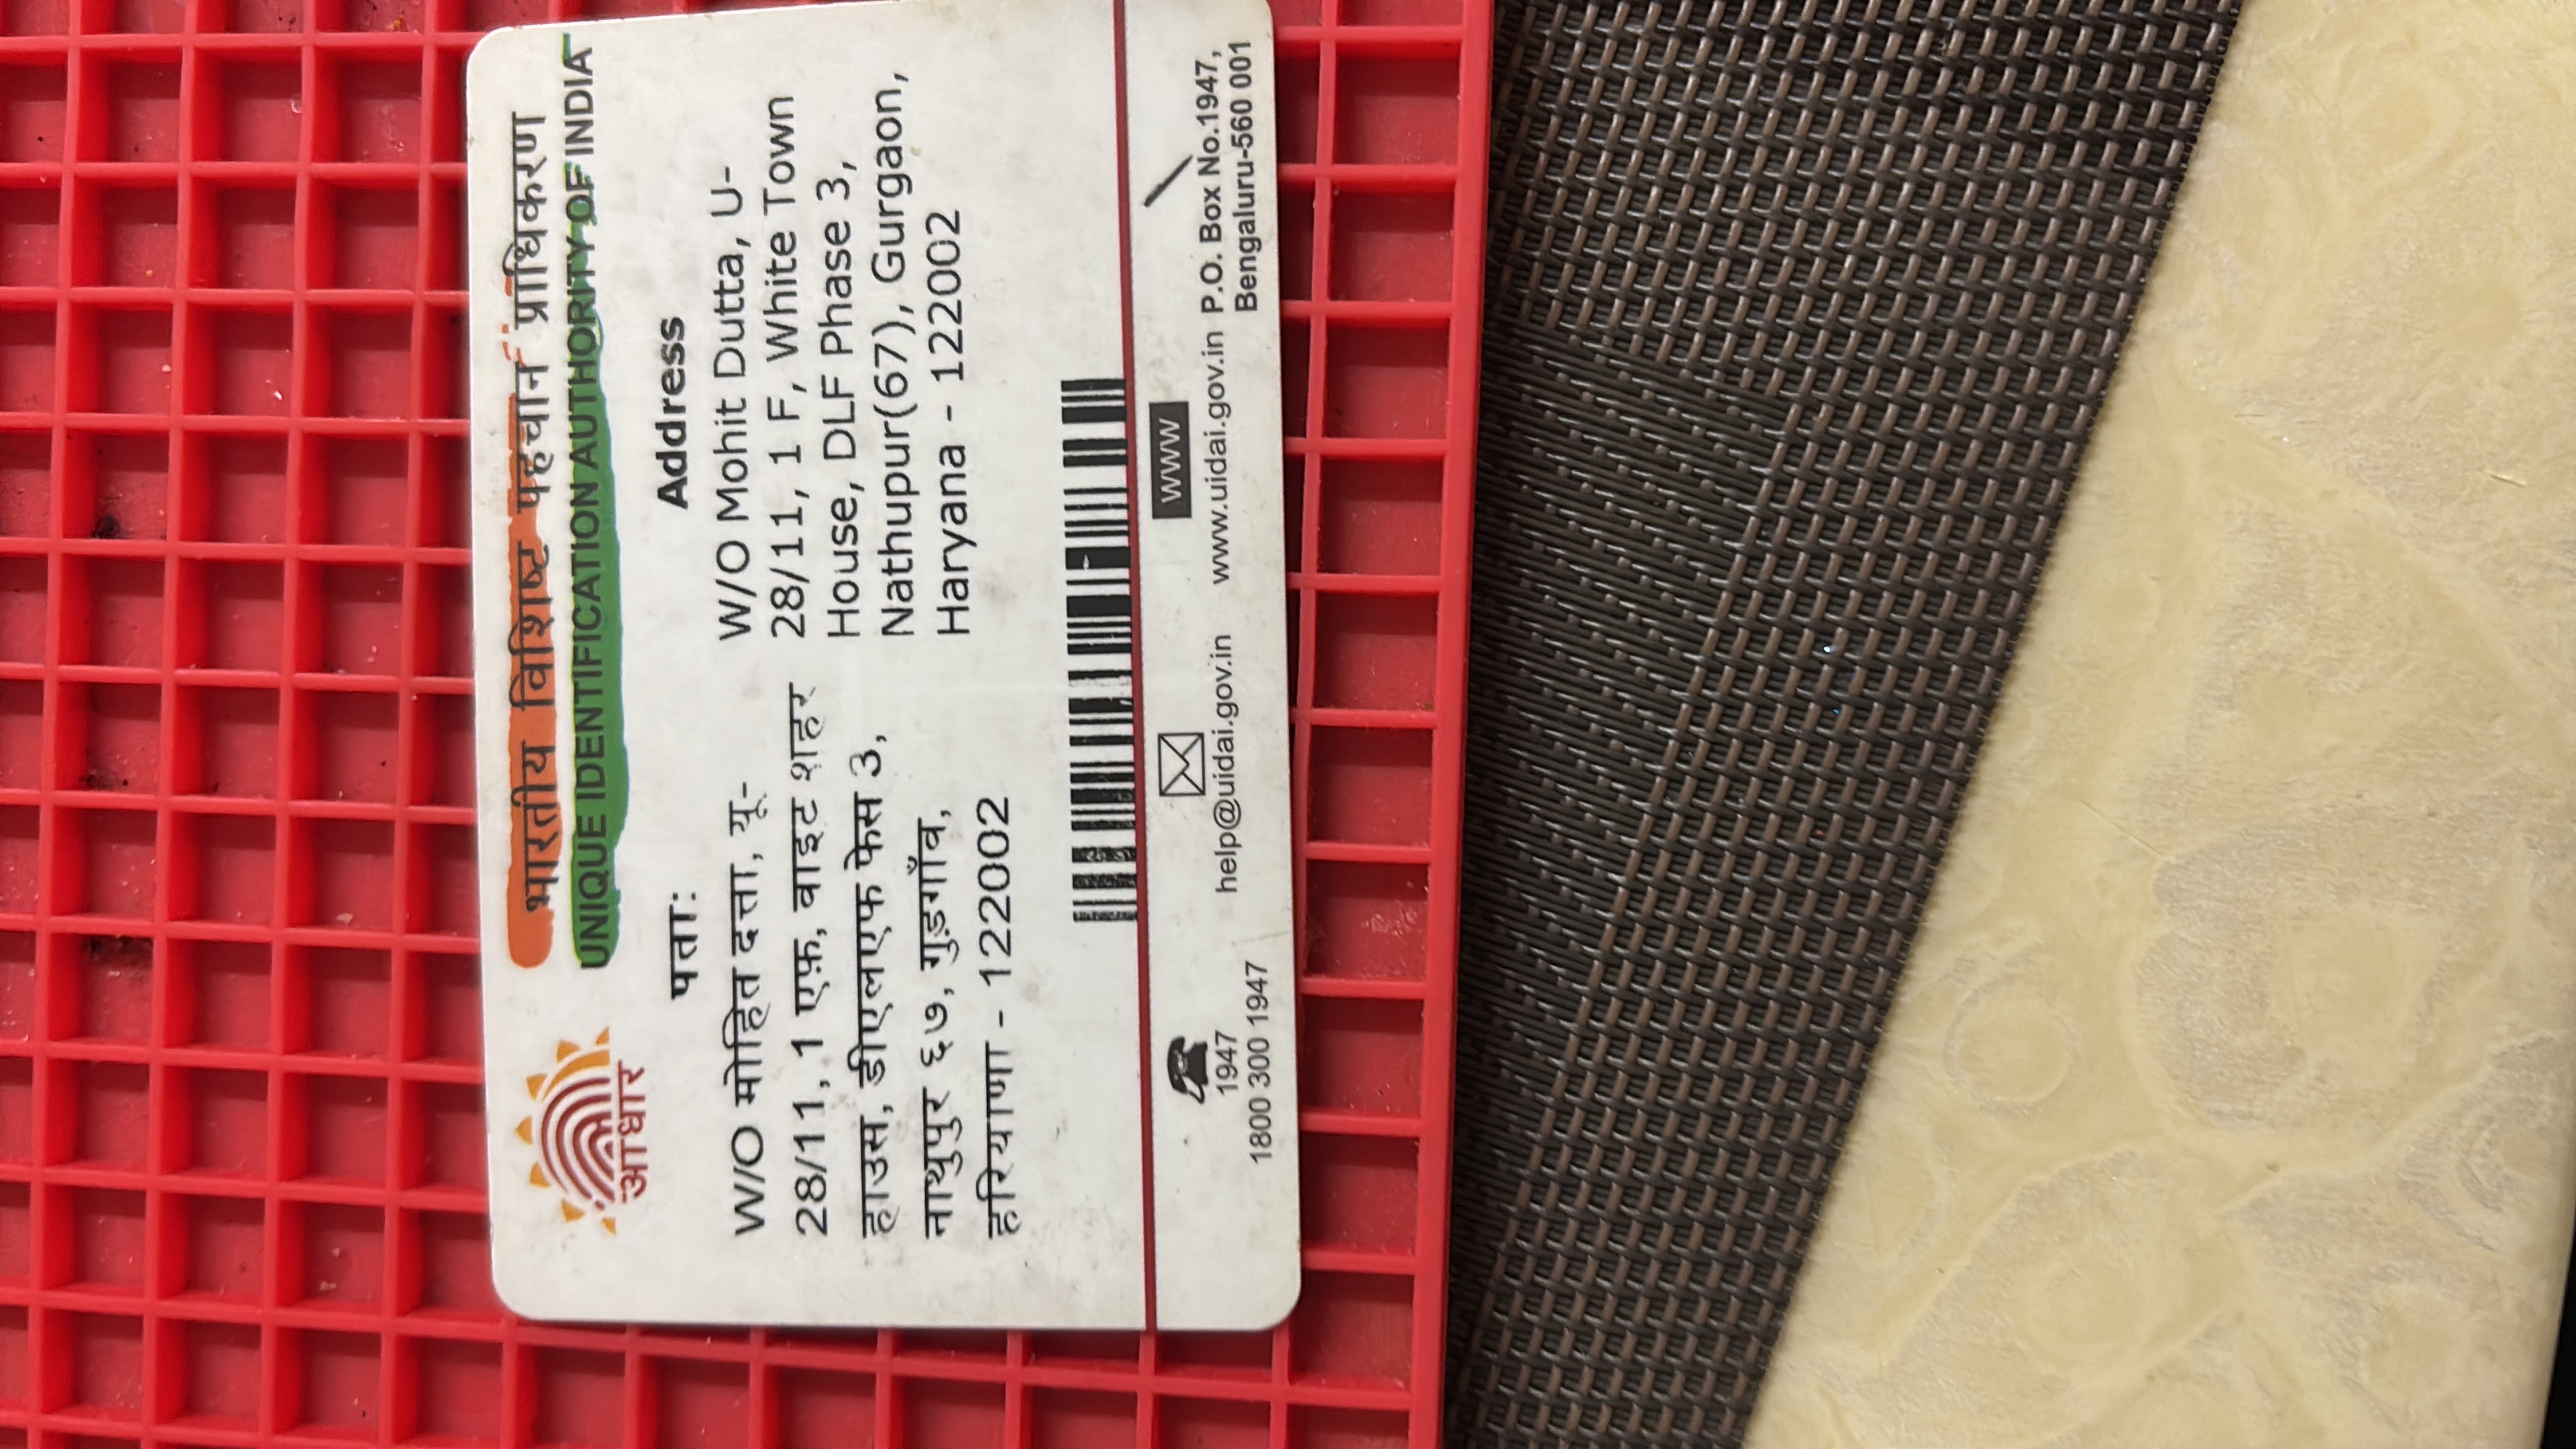 भारतीय विशिष्ट पहचान प्राधिकरण
UNIQUE IDENTIFICATION AUTHORITY OF INDIA
आधार
पता:
W/O मोहित दत्ता, यू-
28/11, 1 एफ़, वाइट शहर
हाउस, डीएलएफ फेस 3,
नाथुपुर ६७, गुड़गाँव,
हरियाणा - 122002
Address
W/O Mohit Dutta, U-
28/11, 1 F, White Town
House, DLF Phase 3,
Nathupur(67), Gurgaon,
Haryana - 122002
1947
1800 300 1947
help@uidai.gov.in
WWW
www.uidai.gov.in
P.O. Box No.1947,
Bengaluru-560 001